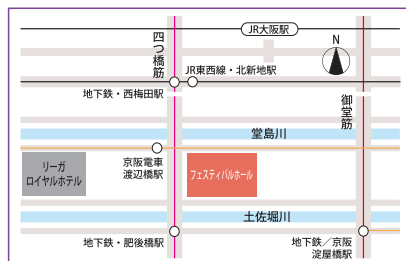 JR大阪駅
四つ橋筋
N
JR東西線・北新地駅
地下鉄・西梅田駅
御堂筋
堂島川
リーガ
ロイヤルホテル
京阪電車
渡辺橋駅
フェスティバルホール
土佐堀川
地下鉄・肥後橋駅
地下鉄／京阪
淀屋橋駅